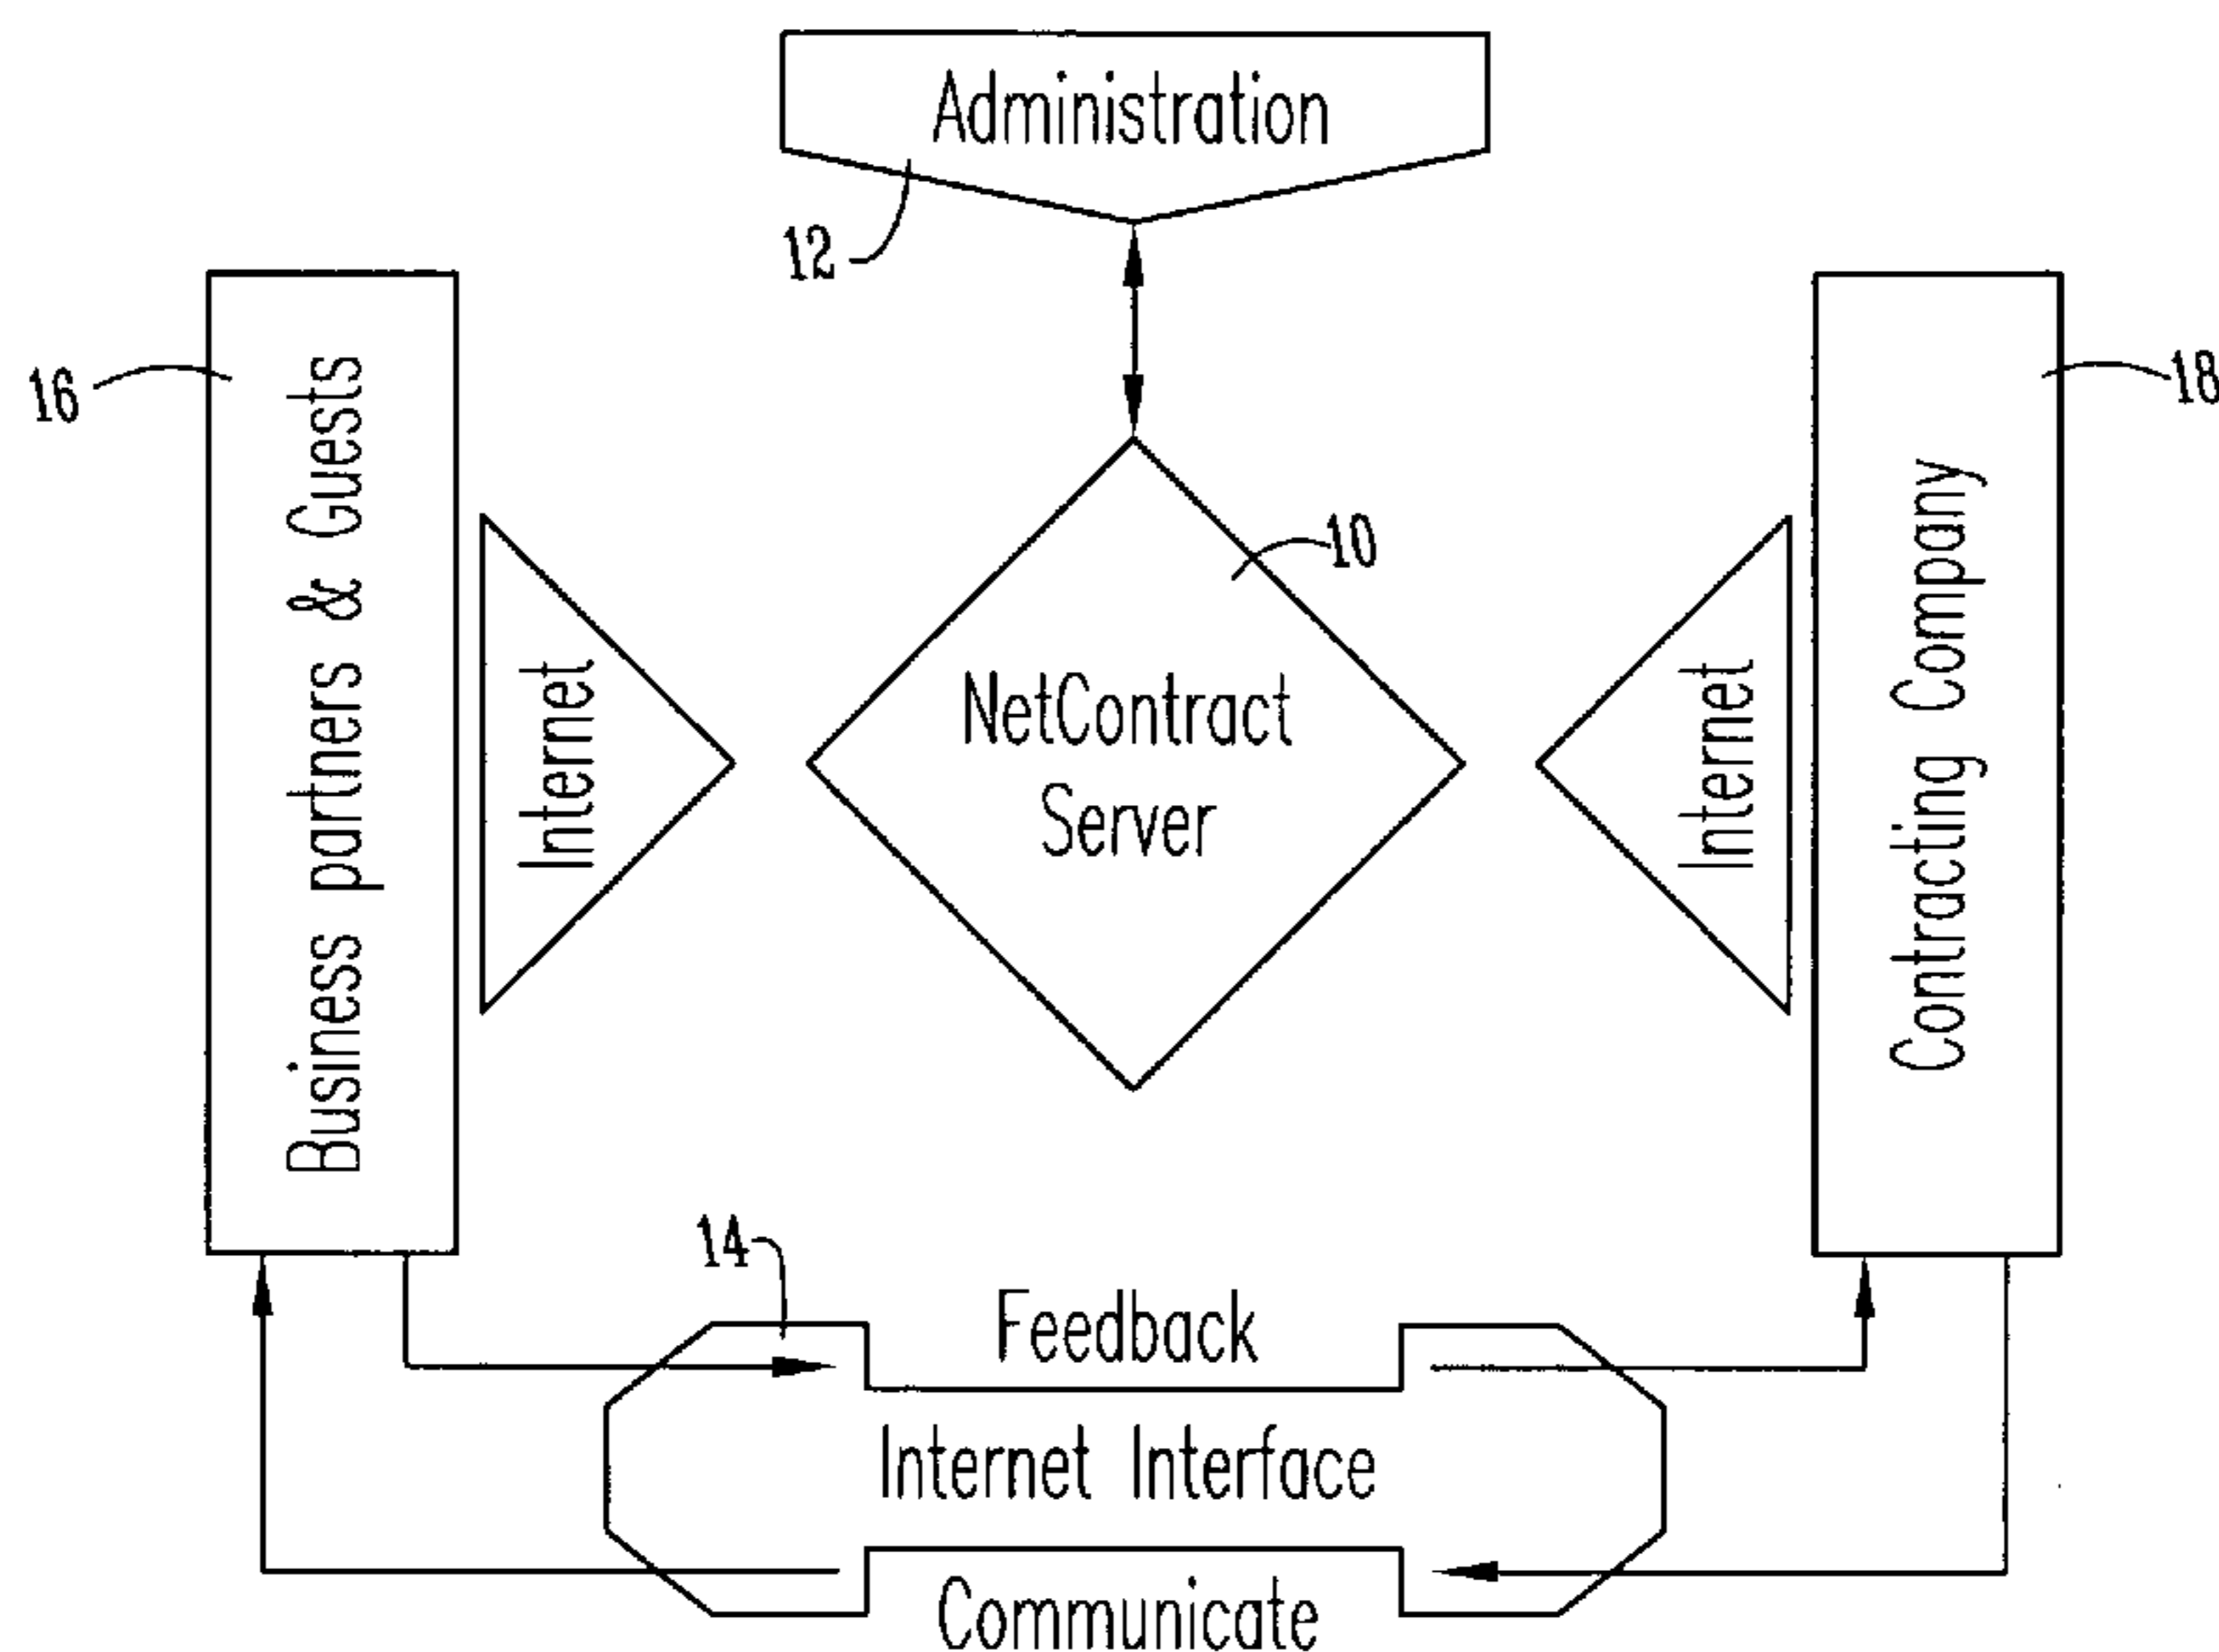 Administration
12
16
Business partners & Guests
Internet
10
NetContract
Server
Internet
Contracting Company
18
14
Feedback
Internet Interface
Communicate